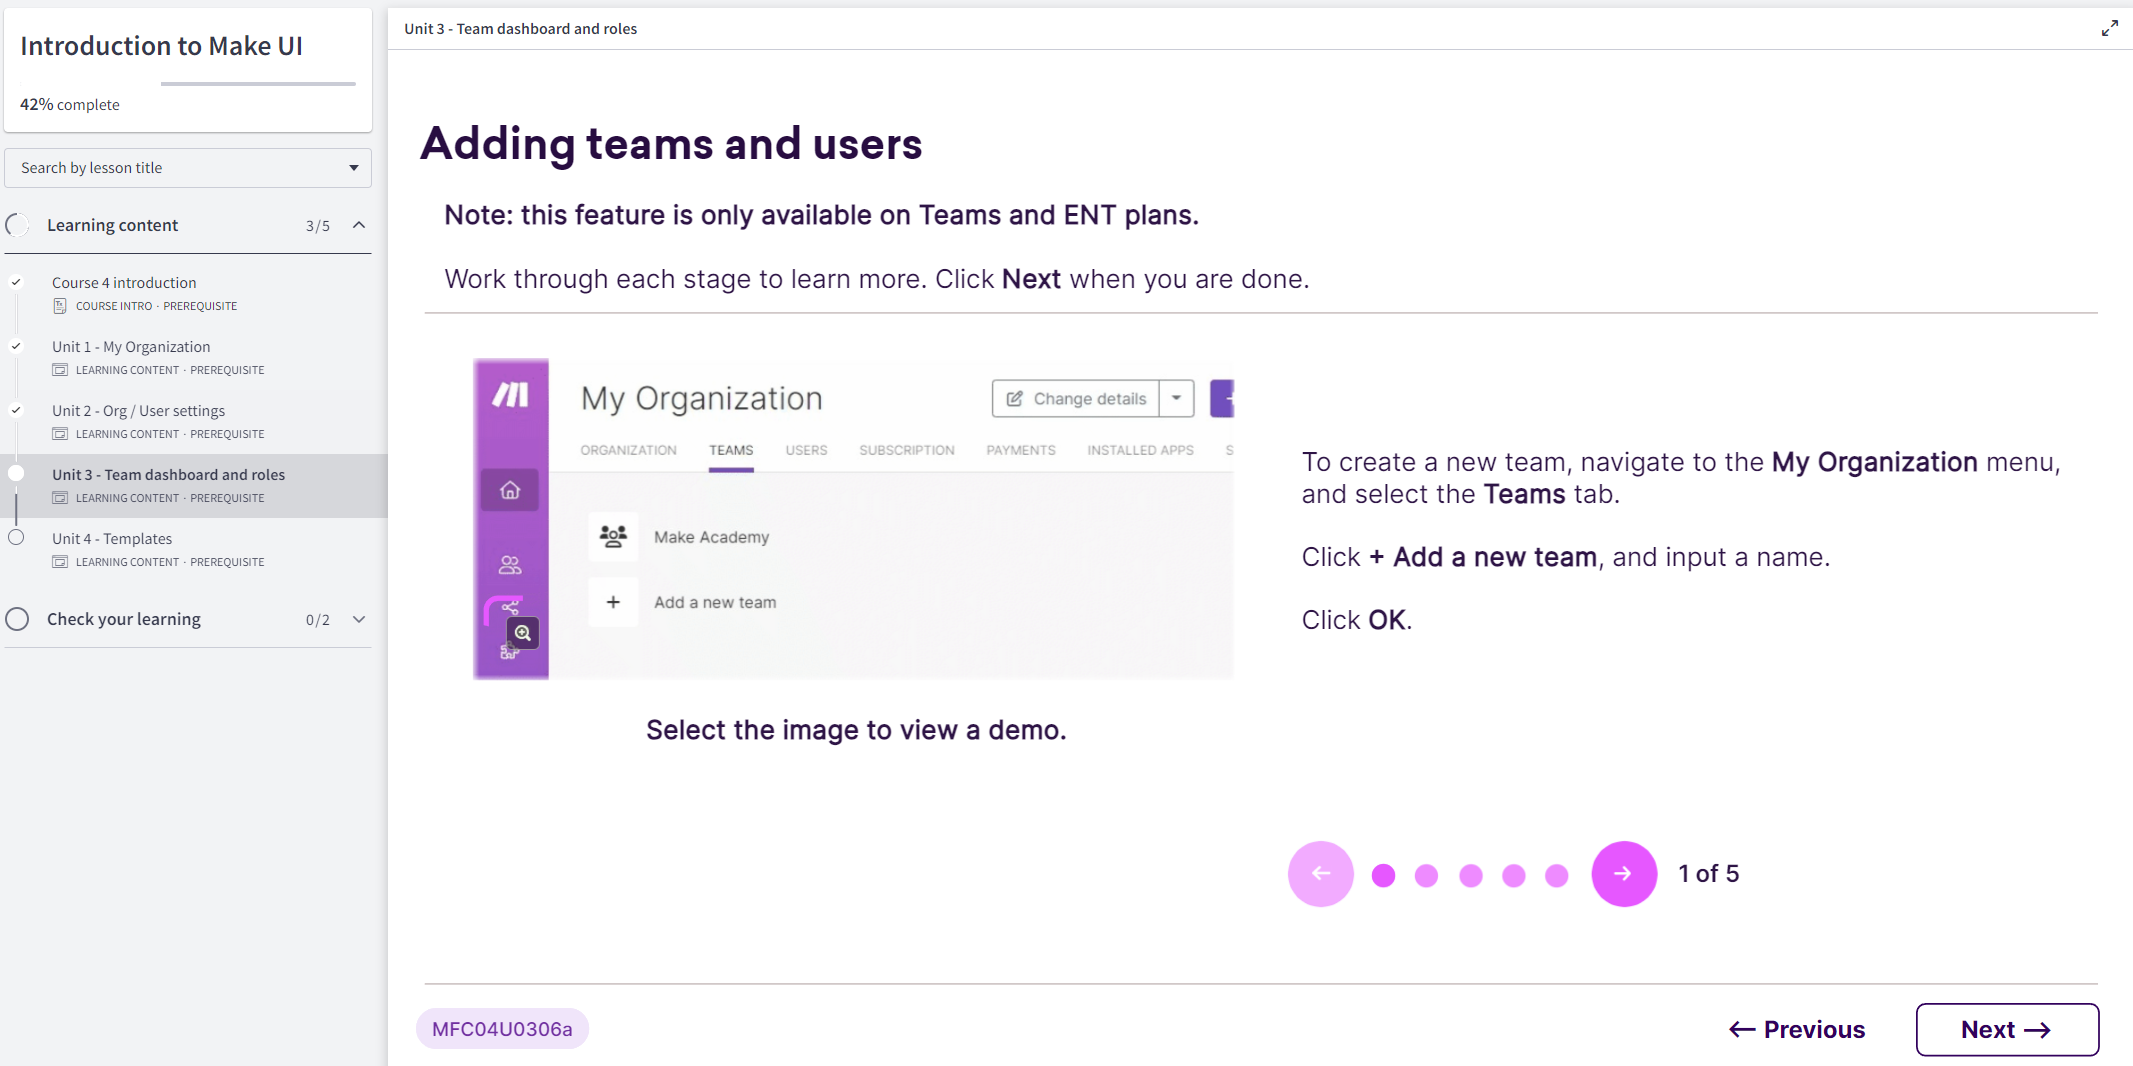 Introduction to Make UI
42% complete
Search by lesson title
Learning content 3/5
Course 4 introduction
COURSE INTRO · PREREQUISITE
Unit 1 - My Organization
LEARNING CONTENT · PREREQUISITE
Unit 2 - Org / User settings
LEARNING CONTENT · PREREQUISITE
Unit 3 - Team dashboard and roles
LEARNING CONTENT · PREREQUISITE
Unit 4 - Templates
LEARNING CONTENT · PREREQUISITE
Check your learning 0/2
Unit 3 - Team dashboard and roles
Adding teams and users
Note: this feature is only available on Teams and ENT plans.
Work through each stage to learn more. Click Next when you are done.
My Organization
Change details
ORGANIZATION TEAMS USERS SUBSCRIPTION PAYMENTS INSTALLED APPS S
Make Academy
+ Add a new team
Select the image to view a demo.
To create a new team, navigate to the My Organization menu,
and select the Teams tab.
Click + Add a new team, and input a name.
Click OK.
← → 1 of 5
MFC04U0306a
← Previous
Next →